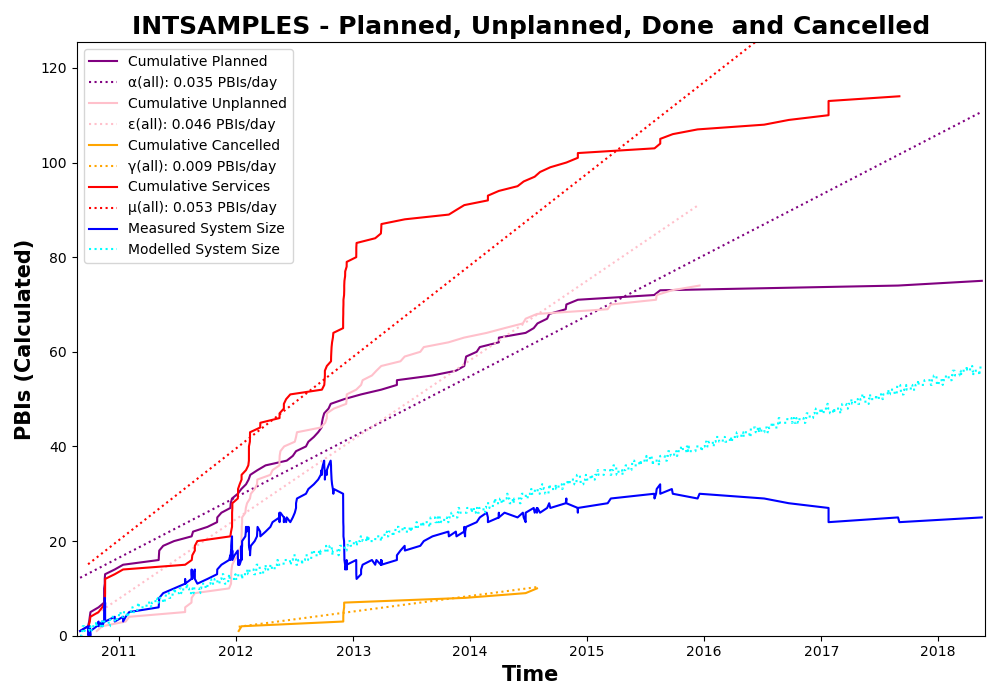 INTSAMPLES - Planned, Unplanned, Done  and Cancelled
PBIs (Calculated)
120
100
80
60
40
20
0
Cumulative Planned
α(all): 0.035 PBIs/day
Cumulative Unplanned
ε(all): 0.046 PBIs/day
Cumulative Cancelled
γ(all): 0.009 PBIs/day
Cumulative Services
μ(all): 0.053 PBIs/day
Measured System Size
Modelled System Size
2011 2012 2013 2014 2015 2016 2017 2018
Time